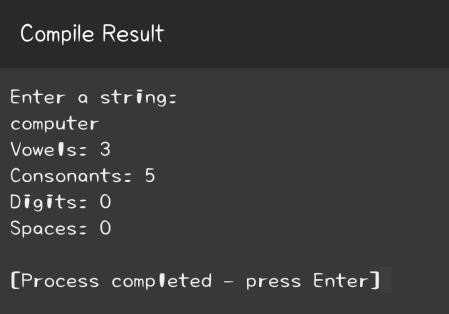 Compile Result
Enter a string:
computer
Vowels: 3
Consonants: 5
Digits: 0
Spaces: 0
[Process completed - press Enter]